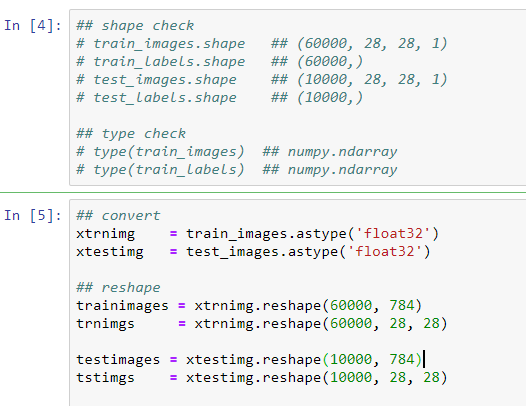 In [4]: ## shape check
# train_images.shape   ## (60000, 28, 28, 1)
# train_labels.shape   ## (60000,)
# test_images.shape    ## (10000, 28, 28, 1)
# test_labels.shape    ## (10000,)

## type check
# type(train_images)  ## numpy.ndarray
# type(train_labels)  ## numpy.ndarray

In [5]: ## convert
xtrnimg    = train_images.astype('float32')
xtestimg   = test_images.astype('float32')

## reshape
trainimages = xtrnimg.reshape(60000, 784)
trnimgs     = xtrnimg.reshape(60000, 28, 28)

testimages = xtestimg.reshape(10000, 784)
tstimgs    = xtestimg.reshape(10000, 28, 28)